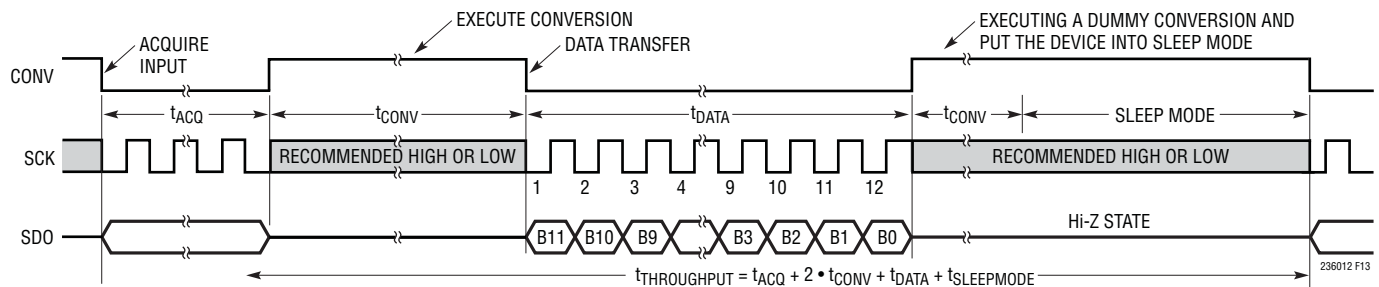 EXECUTE CONVERSION
EXECUTING A DUMMY CONVERSION AND
PUT THE DEVICE INTO SLEEP MODE
ACQUIRE
INPUT
DATA TRANSFER
CONV
tACQ
tCONV
tDATA
tCONV
SLEEP MODE
SCK
RECOMMENDED HIGH OR LOW
RECOMMENDED HIGH OR LOW
1 2 3 4 9 10 11 12
SDO
B11 B10 B9 B3 B2 B1 B0
Hi-Z STATE
tTHROUGHPUT = tACQ + 2 • tCONV + tDATA + tSLEEPMODE
236012 F13